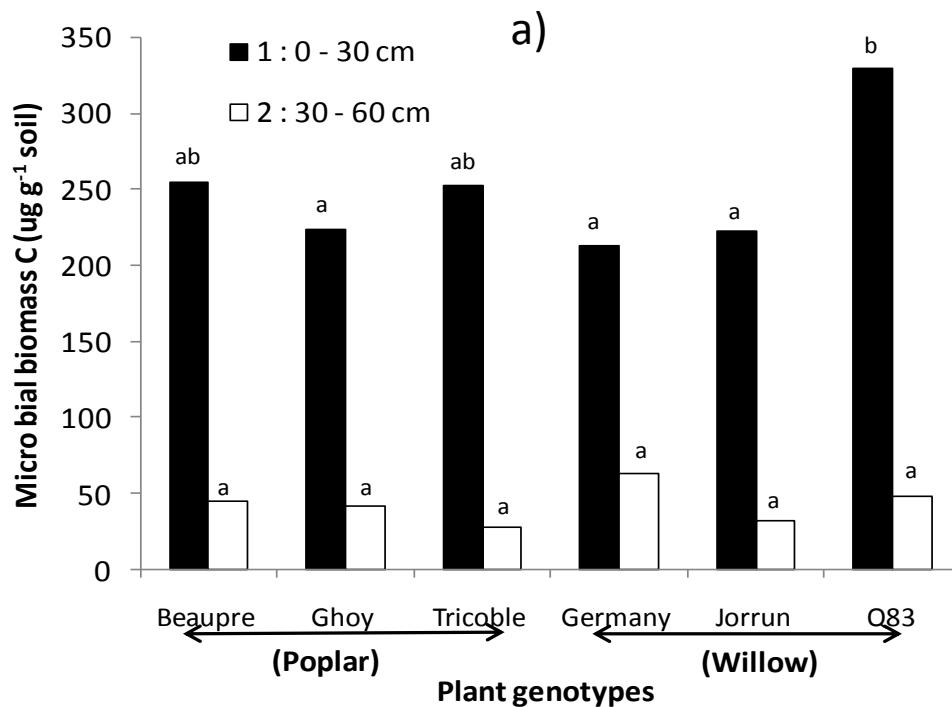 a)
1 : 0 - 30 cm
2 : 30 - 60 cm
Micro bial biomass C (ug g⁻¹ soil)
350
300
250
200
150
100
50
0
ab
a
ab
a
a
b
a
a
a
a
a
a
Beaupre Ghoy Tricoble Germany Jorrun Q83
(Poplar) (Willow)
Plant genotypes